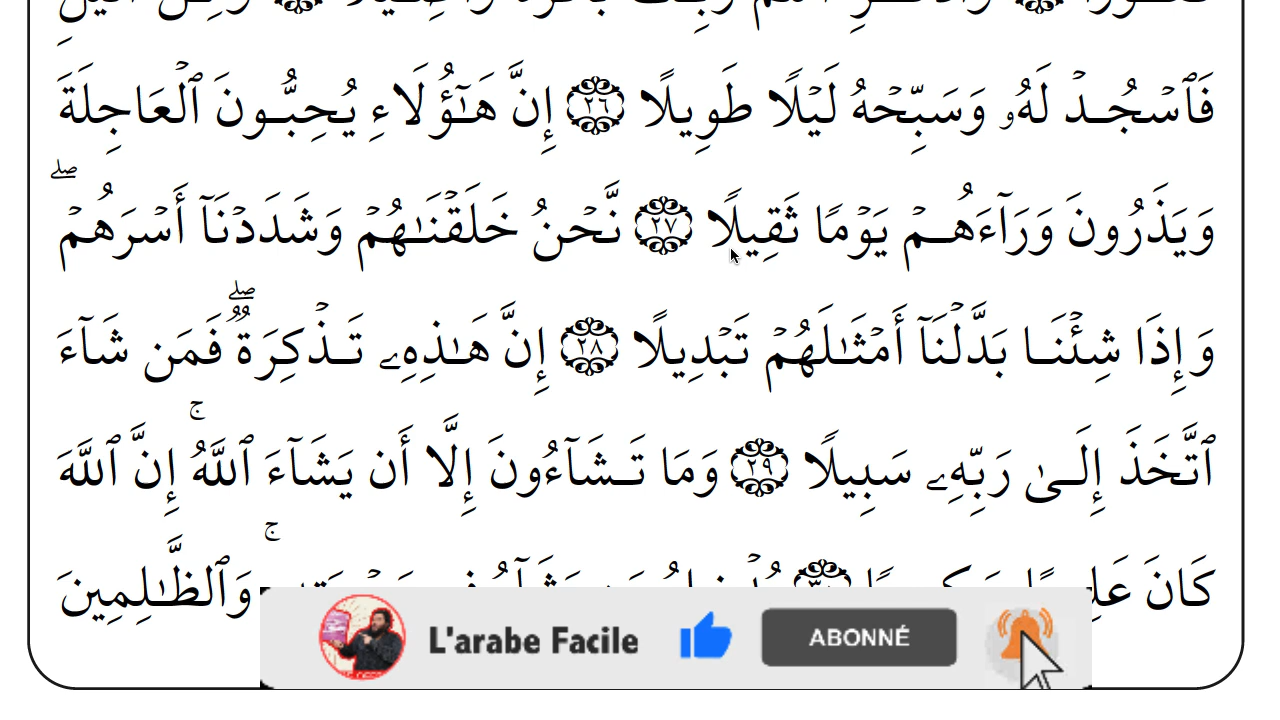 فَٱسْجُدْ لَهُۥ وَسَبِّحْهُ لَيْلًا طَوِيلًا ٢٦ إِنَّ هَـٰٓؤُلَاءِ يُحِبُّونَ ٱلْعَاجِلَةَ
وَيَذَرُونَ وَرَآءَهُمْ يَوْمًا ثَقِيلًا ٢٧ نَّحْنُ خَلَقْنَـٰهُمْ وَشَدَدْنَآ أَسْرَهُمْ ۖ
وَإِذَا شِئْنَا بَدَّلْنَآ أَمْثَـٰلَهُمْ تَبْدِيلًا ٢٨ إِنَّ هَـٰذِهِۦ تَذْكِرَةٌ ۖ فَمَن شَآءَ
ٱتَّخَذَ إِلَىٰ رَبِّهِۦ سَبِيلًا ٢٩ وَمَا تَشَآءُونَ إِلَّا أَن يَشَآءَ ٱللَّهُ ۚ إِنَّ ٱللَّهَ
كَانَ وَٱلظَّـٰلِمِينَ
L'arabe Facile
ABONNÉ